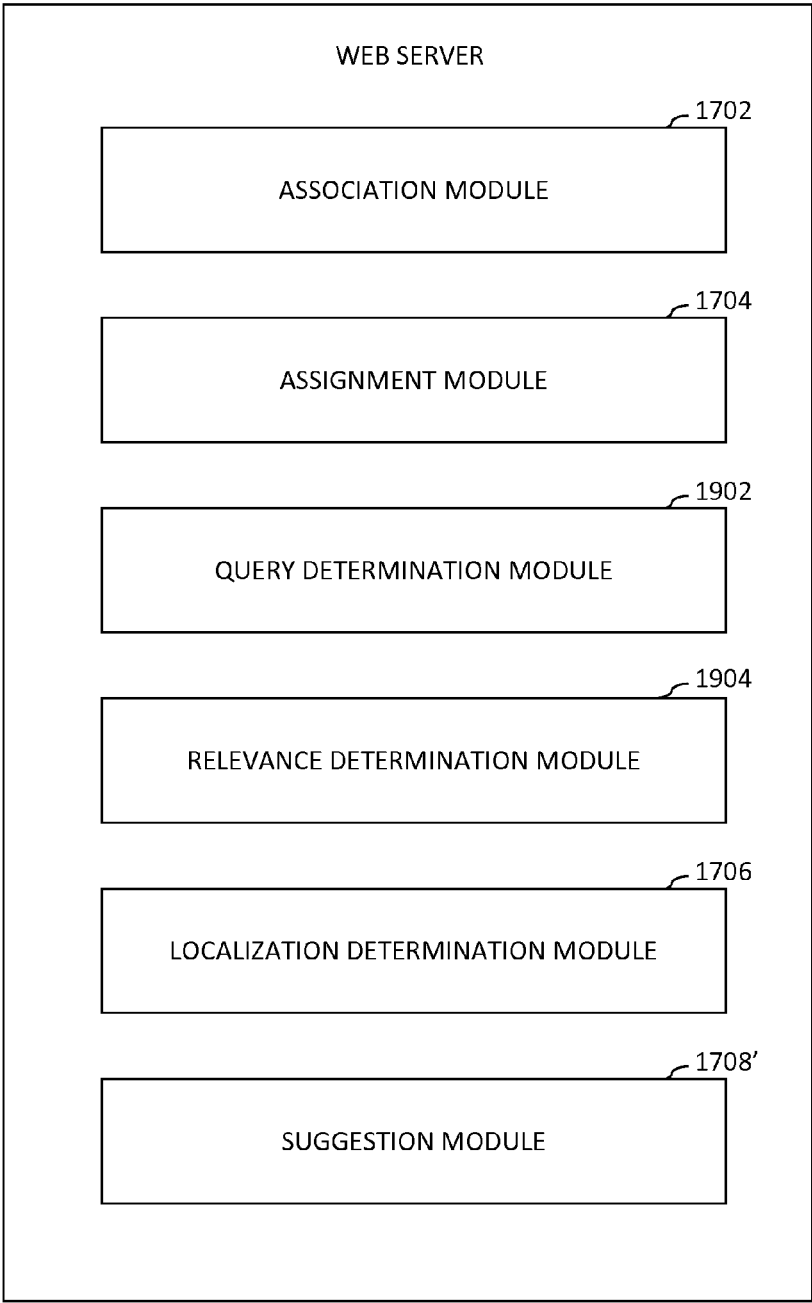 WEB SERVER
1702
ASSOCIATION MODULE
1704
ASSIGNMENT MODULE
1902
QUERY DETERMINATION MODULE
1904
RELEVANCE DETERMINATION MODULE
1706
LOCALIZATION DETERMINATION MODULE
1708’
SUGGESTION MODULE